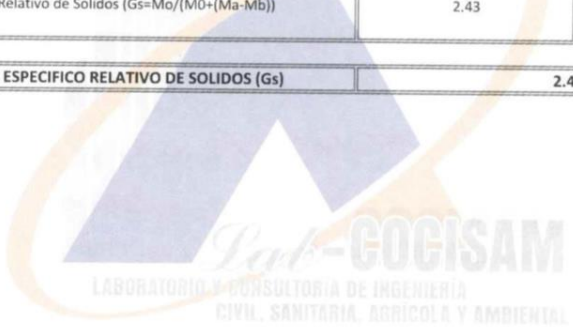 Relativo de Solidos (Gs=Mo/(M0+(Ma-Mb)) 2.43
ESPECIFICO RELATIVO DE SOLIDOS (Gs) 2.4
Lab-COCISAM
LABORATORIO Y CONSULTORIA DE INGENIERIA
CIVIL, SANITARIA, AGRICOLA Y AMBIENTAL